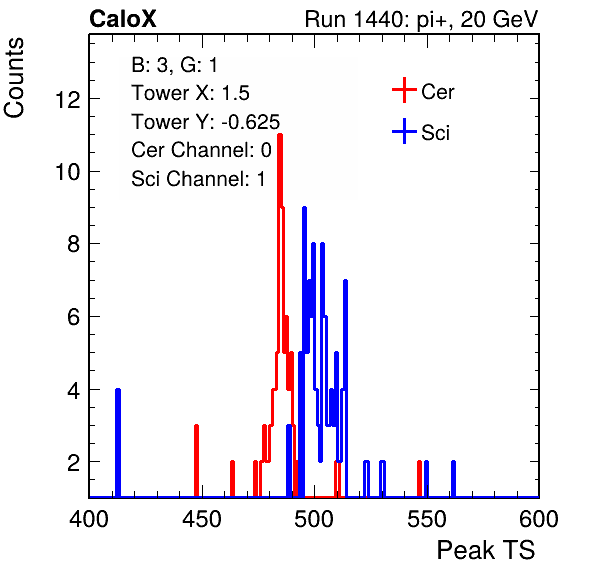 CaloX Run 1440: pi+, 20 GeV
Counts
B: 3, G: 1
Tower X: 1.5
Tower Y: -0.625
Cer Channel: 0
Sci Channel: 1
Cer
Sci
12
10
8
6
4
2
400 450 500 550 600
Peak TS